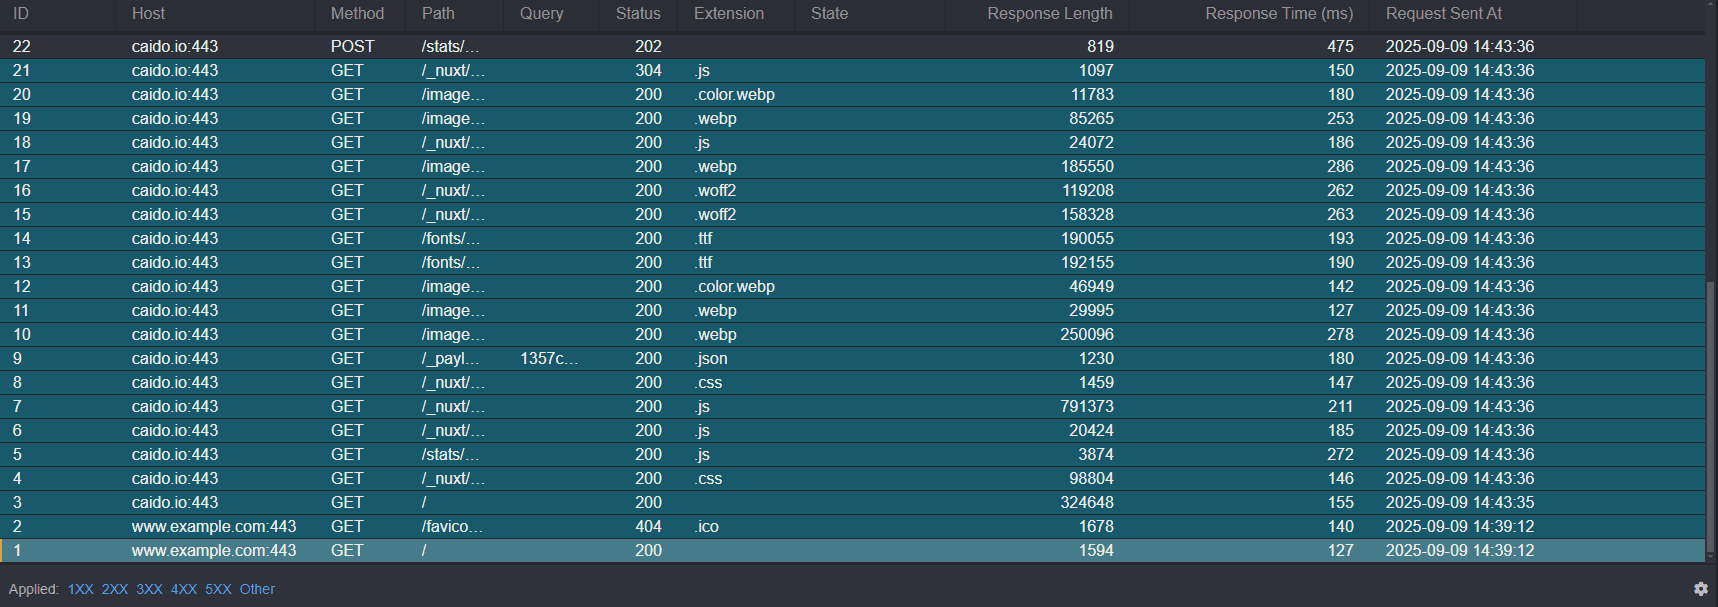 ID Host Method Path Query Status Extension State Response Length Response Time (ms) Request Sent At
22 caido.io:443 POST /stats/... 202 819 475 2025-09-09 14:43:36
21 caido.io:443 GET /_nuxt/... 304 .js 1097 150 2025-09-09 14:43:36
20 caido.io:443 GET /image... 200 .color.webp 11783 180 2025-09-09 14:43:36
19 caido.io:443 GET /image... 200 .webp 85265 253 2025-09-09 14:43:36
18 caido.io:443 GET /_nuxt/... 200 .js 24072 186 2025-09-09 14:43:36
17 caido.io:443 GET /image... 200 .webp 185550 286 2025-09-09 14:43:36
16 caido.io:443 GET /_nuxt/... 200 .woff2 119208 262 2025-09-09 14:43:36
15 caido.io:443 GET /_nuxt/... 200 .woff2 158328 263 2025-09-09 14:43:36
14 caido.io:443 GET /fonts/... 200 .ttf 190055 193 2025-09-09 14:43:36
13 caido.io:443 GET /fonts/... 200 .ttf 192155 190 2025-09-09 14:43:36
12 caido.io:443 GET /image... 200 .color.webp 46949 142 2025-09-09 14:43:36
11 caido.io:443 GET /image... 200 .webp 29995 127 2025-09-09 14:43:36
10 caido.io:443 GET /image... 200 .webp 250096 278 2025-09-09 14:43:36
9 caido.io:443 GET /_payl... 1357c... 200 .json 1230 180 2025-09-09 14:43:36
8 caido.io:443 GET /_nuxt/... 200 .css 1459 147 2025-09-09 14:43:36
7 caido.io:443 GET /_nuxt/... 200 .js 791373 211 2025-09-09 14:43:36
6 caido.io:443 GET /_nuxt/... 200 .js 20424 185 2025-09-09 14:43:36
5 caido.io:443 GET /stats/... 200 .js 3874 272 2025-09-09 14:43:36
4 caido.io:443 GET /_nuxt/... 200 .css 98804 146 2025-09-09 14:43:36
3 caido.io:443 GET / 200 324648 155 2025-09-09 14:43:35
2 www.example.com:443 GET /favico... 404 .ico 1678 140 2025-09-09 14:39:12
1 www.example.com:443 GET / 200 1594 127 2025-09-09 14:39:12
Applied: 1XX 2XX 3XX 4XX 5XX Other